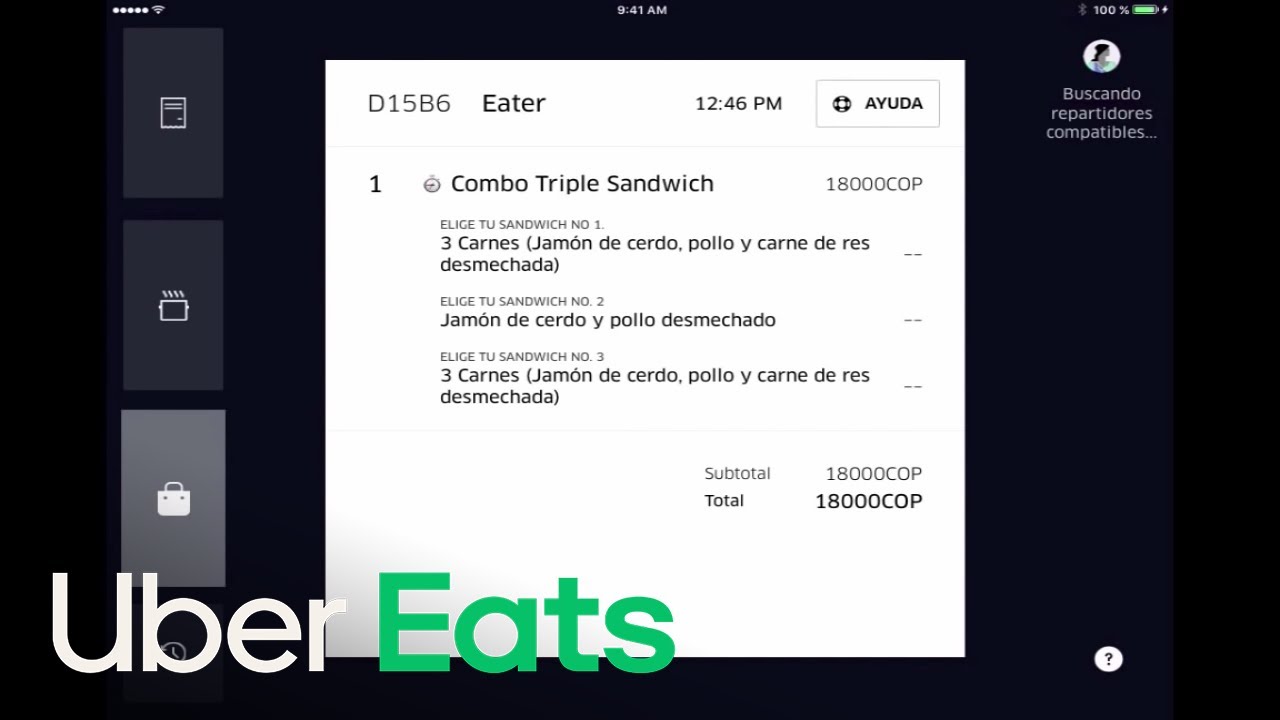 9:41 AM
100 %
D15B6 Eater 12:46 PM AYUDA
Buscando
repartidores
compatibles...
1 Combo Triple Sandwich 18000COP
ELIGE TU SANDWICH NO 1.
3 Carnes (Jamón de cerdo, pollo y carne de res
desmechada) --
ELIGE TU SANDWICH NO. 2
Jamón de cerdo y pollo desmechado --
ELIGE TU SANDWICH NO. 3
3 Carnes (Jamón de cerdo, pollo y carne de res
desmechada) --
Subtotal 18000COP
Total 18000COP
Uber Eats
?